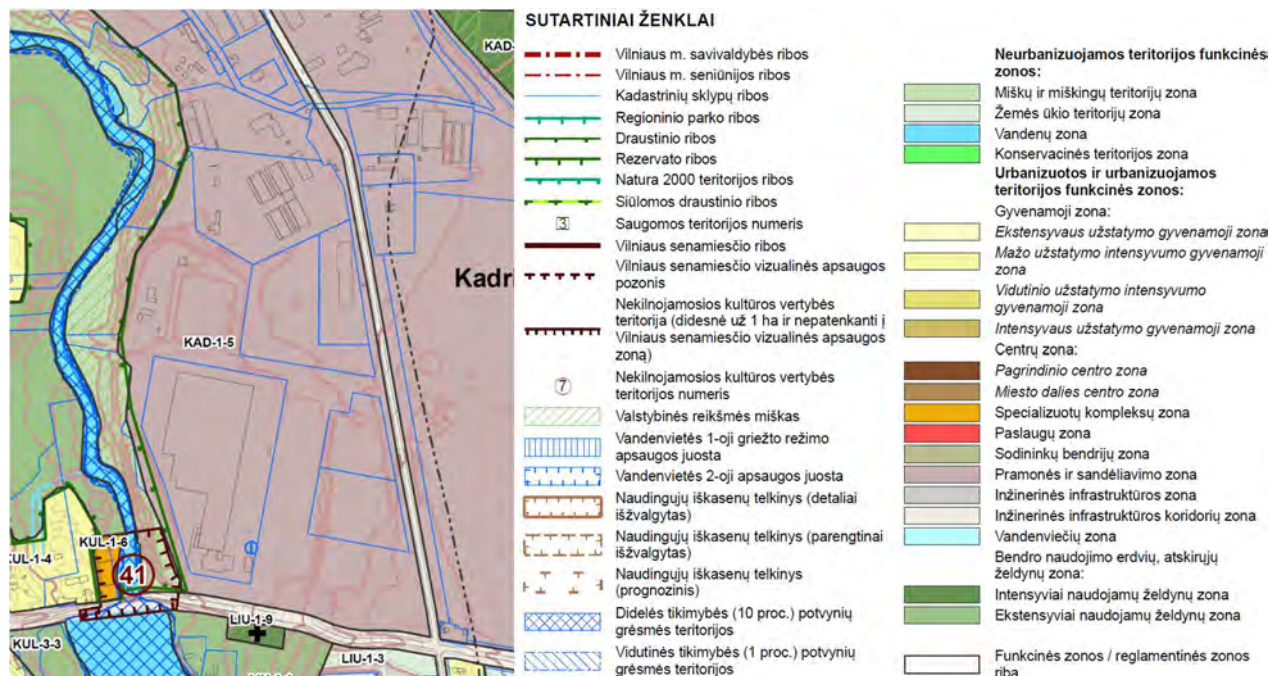 KAD-
Kadri
KAD-1-5
KUL-1-6
KUL-1-4
41
LIU-1-9
KUL-3-3
LIU-1-3
SUTARTINIAI ŽENKLAI
Vilniaus m. savivaldybės ribos
Vilniaus m. seniūnijos ribos
Kadastrinių sklypų ribos
Regioninio parko ribos
Draustinio ribos
Rezervato ribos
Natura 2000 teritorijos ribos
Siūlomos draustinio ribos
3
Saugomos teritorijos numeris
Vilniaus senamiesčio ribos
Vilniaus senamiesčio vizualinės apsaugos
pozonis
Nekilnojamosios kultūros vertybės
teritorija (didesnė už 1 ha ir nepatenkanti į
Vilniaus senamiesčio vizualinės apsaugos
zoną)
7
Nekilnojamosios kultūros vertybės
teritorijos numeris
Valstybinės reikšmės miškas
Vandenvietės 1-oji griežto režimo
apsaugos juosta
Vandenvietės 2-oji apsaugos juosta
Naudingųjų iškasenų telkinys (detaliai
išžvalgytas)
Naudingųjų iškasenų telkinys (parengtinai
išžvalgytas)
Naudingųjų iškasenų telkinys
(prognozinis)
Didelės tikimybės (10 proc.) potvynių
grėsmės teritorijos
Vidutinės tikimybės (1 proc.) potvynių
grėsmės teritorijos
Neurbanizuojamos teritorijos funkcinės
zonos:
Miškų ir miškingų teritorijų zona
Žemės ūkio teritorijų zona
Vandenų zona
Konservacinės teritorijos zona
Urbanizuotos ir urbanizuojamos
teritorijos funkcinės zonos:
Gyvenamoji zona:
Ekstensyvaus užstatymo gyvenamoji zona
Mažo užstatymo intensyvumo gyvenamoji
zona
Vidutinio užstatymo intensyvumo
gyvenamoji zona
Intensyvaus užstatymo gyvenamoji zona
Centrų zona:
Pagrindinio centro zona
Miesto dalies centro zona
Specializuotų kompleksų zona
Paslaugų zona
Sodininkų bendrijų zona
Pramonės ir sandėliavimo zona
Inžinerinės infrastruktūros zona
Inžinerinės infrastruktūros koridorių zona
Vandenviečių zona
Bendro naudojimo erdvių, atskirųjų
želdynų zona:
Intensyviai naudojamų želdynų zona
Ekstensyviai naudojamų želdynų zona
Funkcinės zonos / reglamentinės zonos
riba